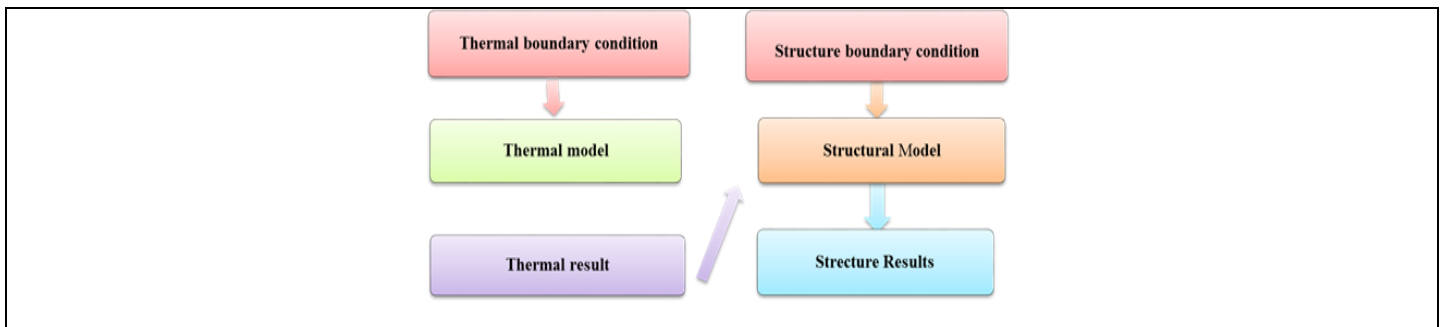 Thermal boundary condition
Structure boundary condition
Thermal model
Structural Model
Thermal result
Strecture Results